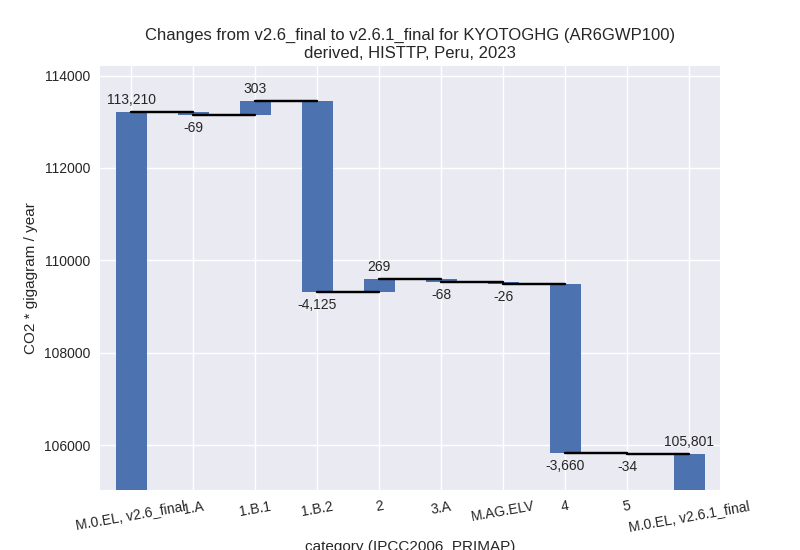 Changes from v2.6_final to v2.6.1_final for KYOTOGHG (AR6GWP100)
derived, HISTTP, Peru, 2023
CO2 * gigagram / year
114000
112000
110000
108000
106000
113,210
-69
303
-4,125
269
-68
-26
-3,660
-34
105,801
M.0.EL, v2.6_final
1.A
1.B.1
1.B.2
2
3.A
M.AG.ELV
4
5
M.0.EL, v2.6.1_final
category (IPCC2006_PRIMAP)